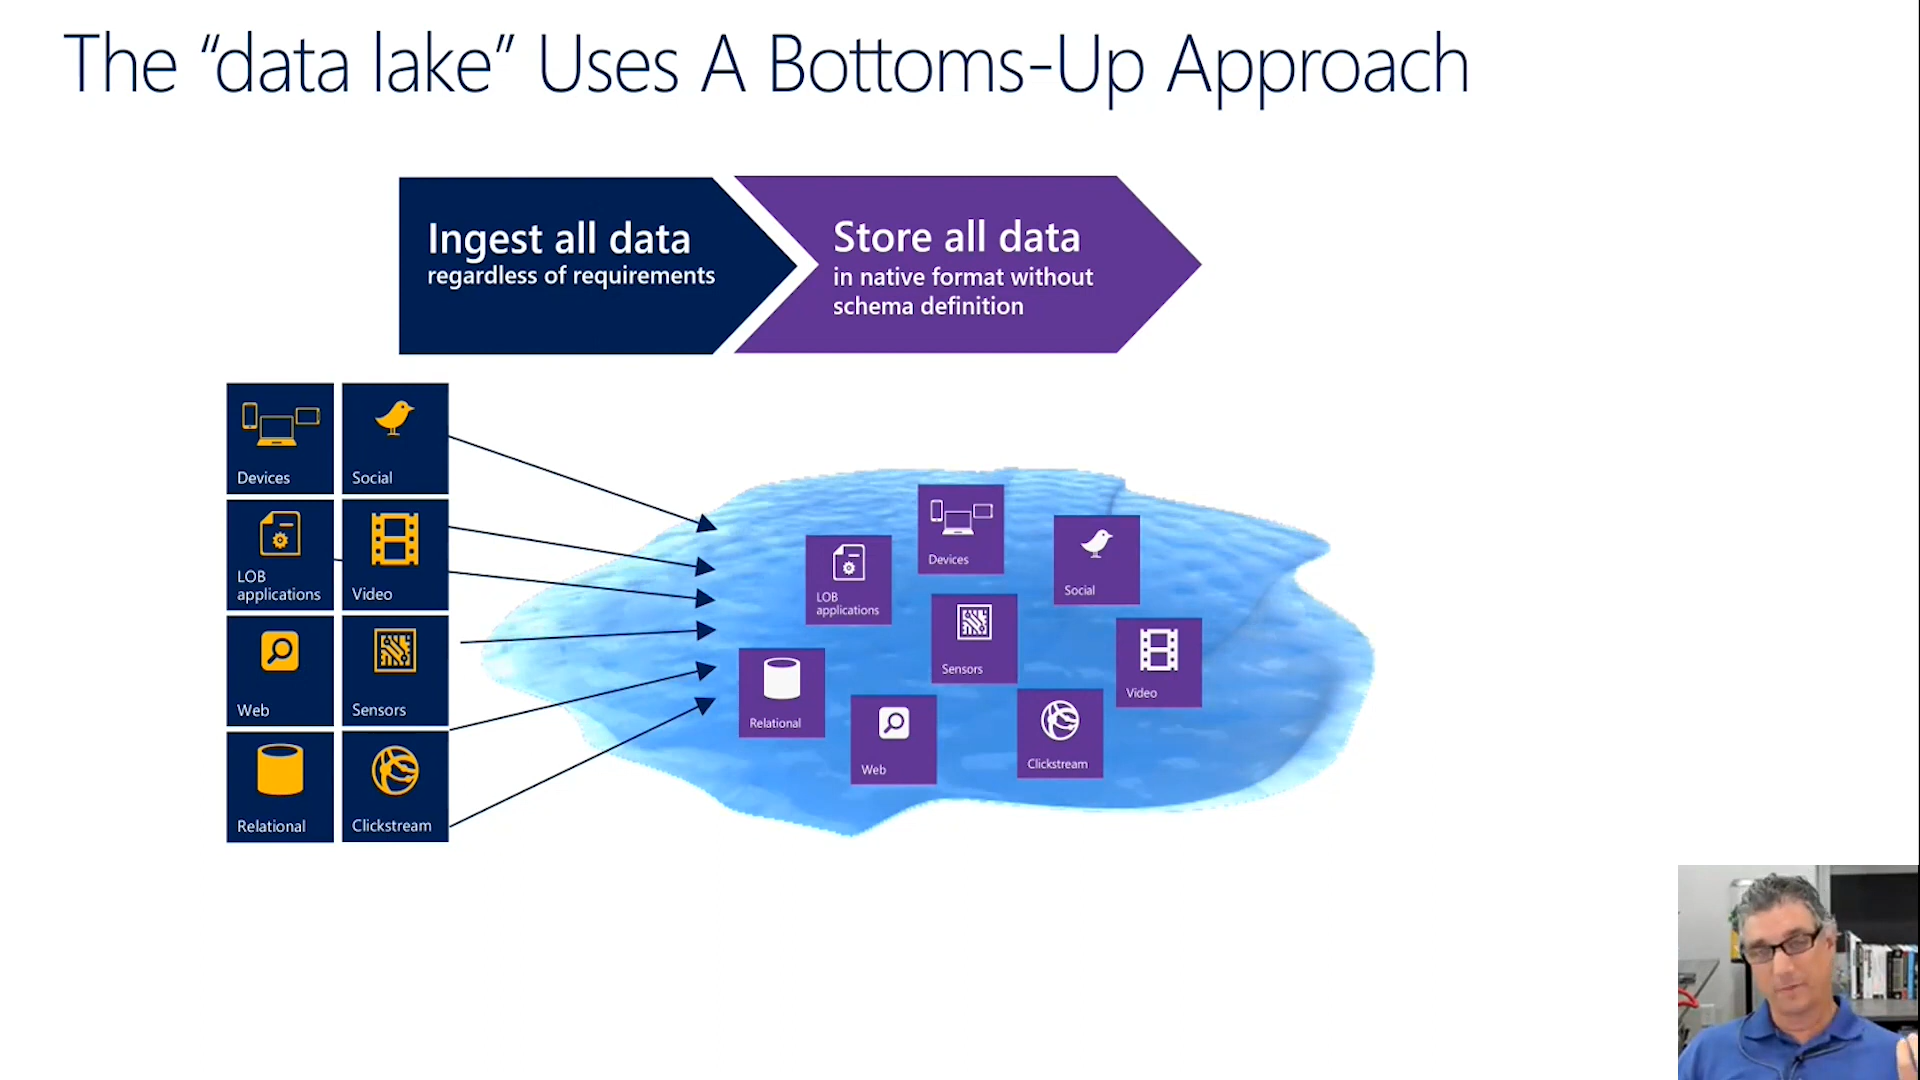 The “data lake” Uses A Bottoms-Up Approach
Ingest all data
regardless of requirements
Store all data
in native format without
schema definition
Devices
Social
LOB
applications
Video
Web
Sensors
Relational
Clickstream
Devices
Social
LOB
applications
Sensors
Video
Relational
Web
Clickstream